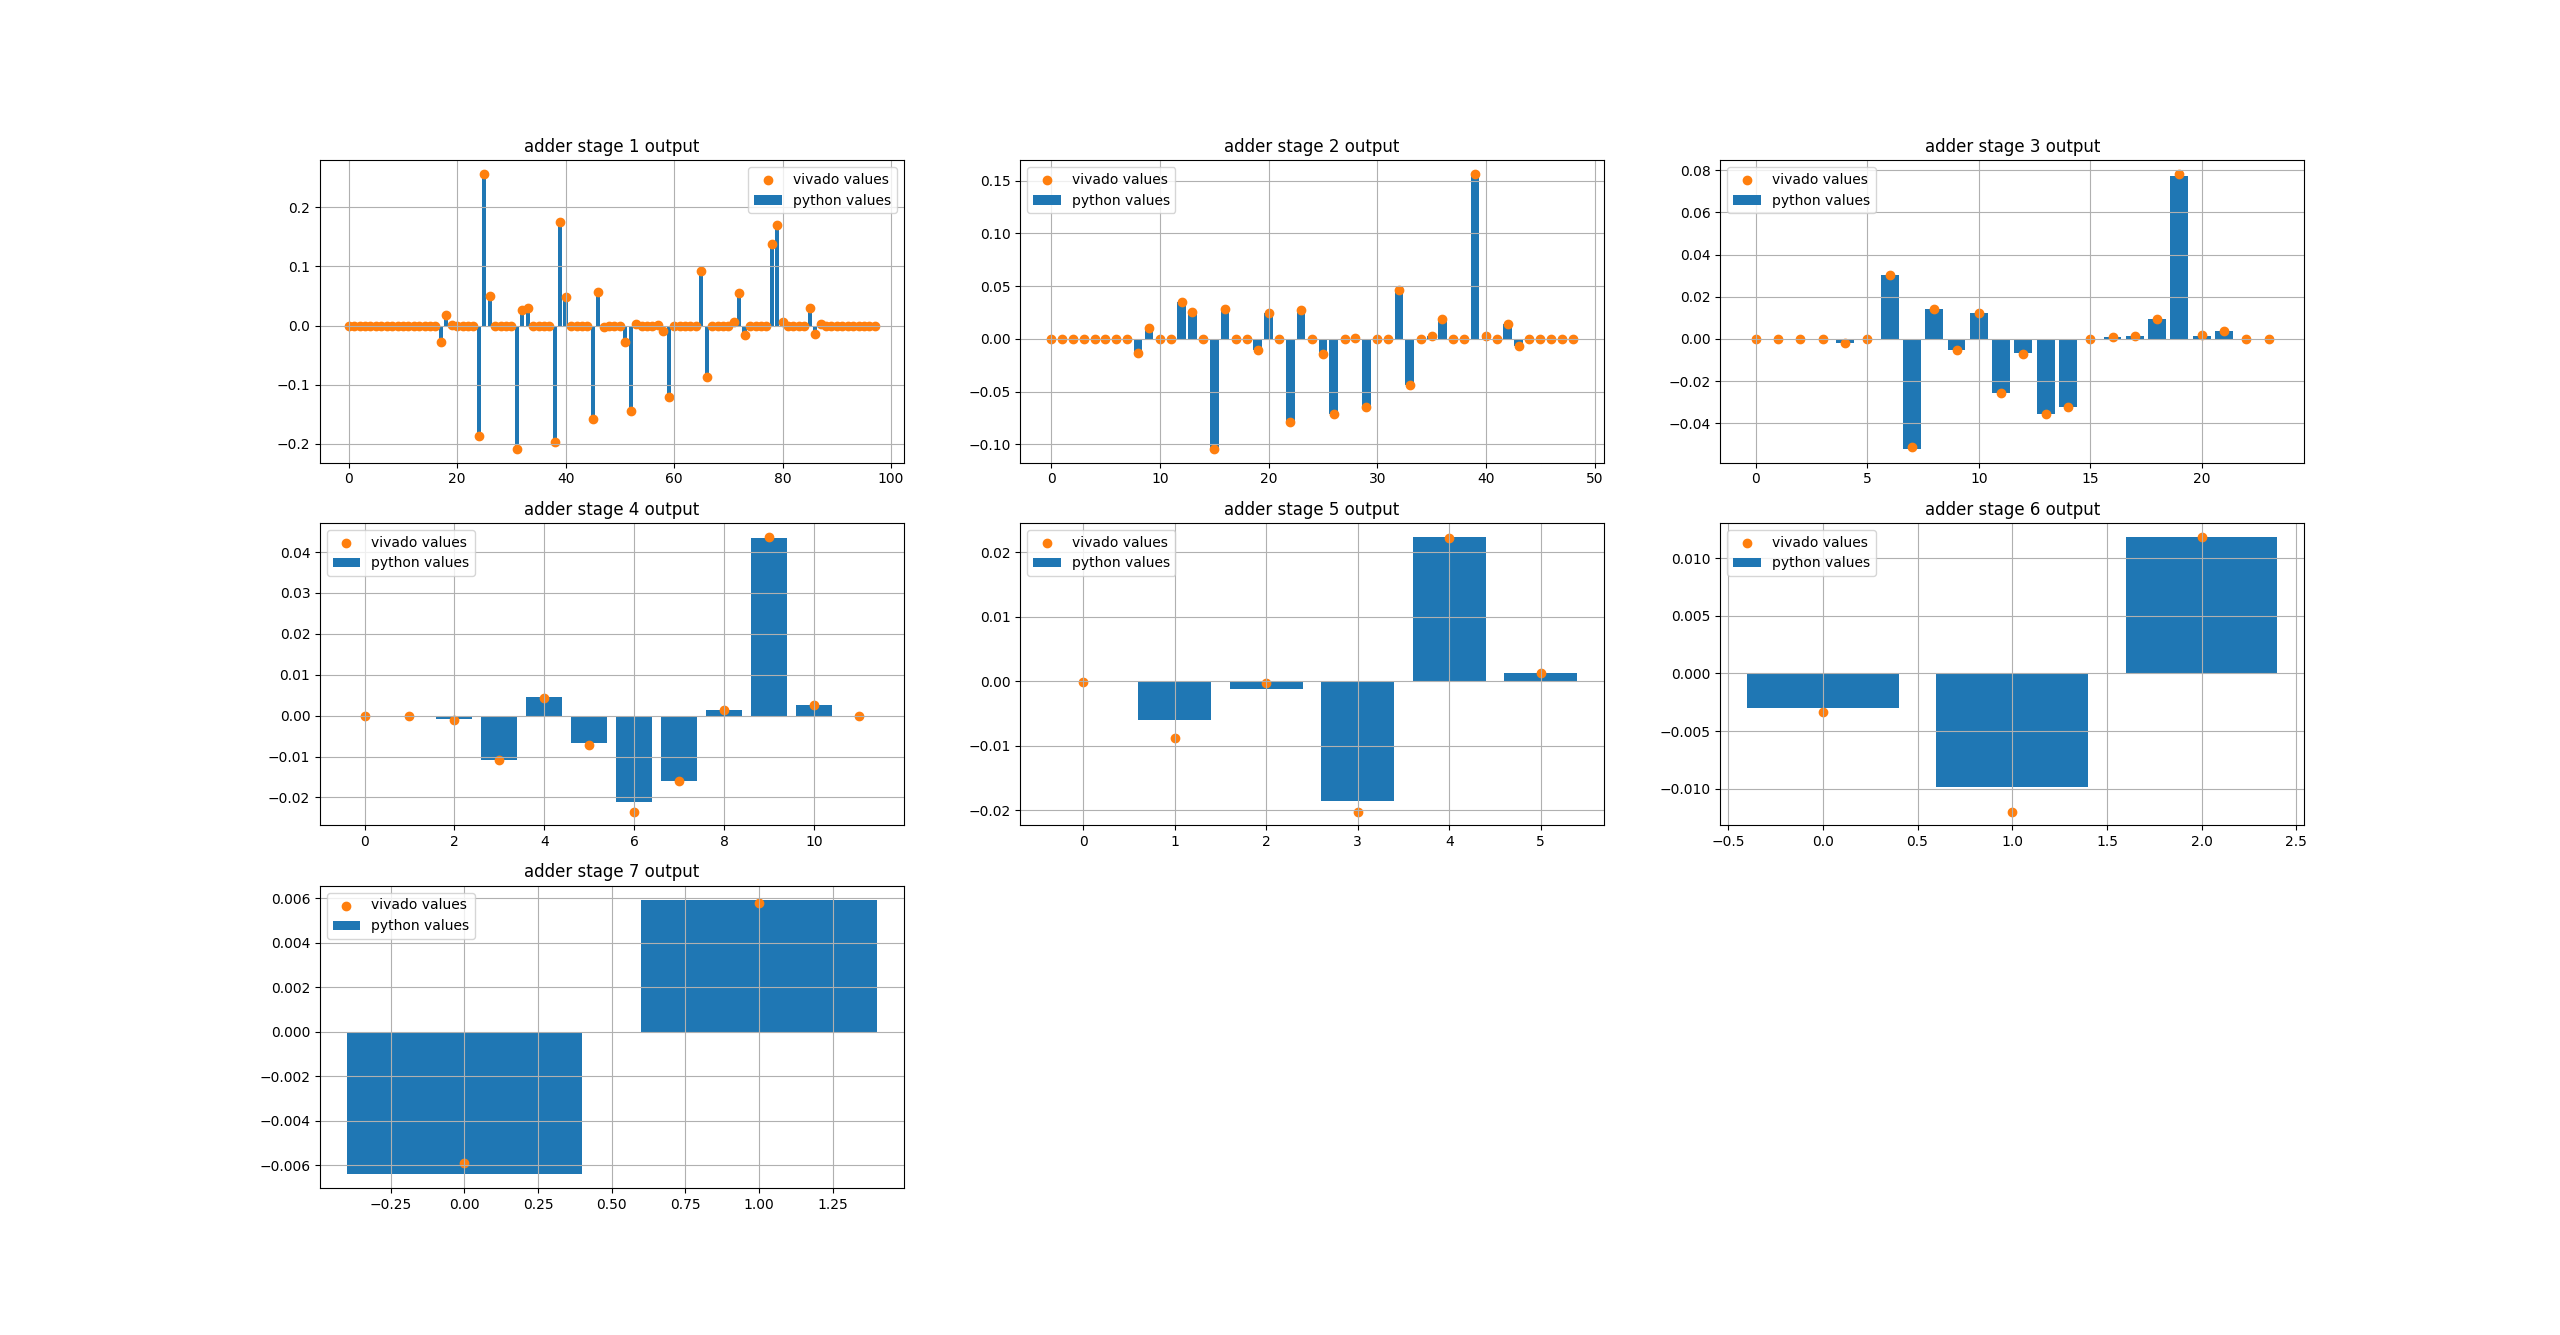 adder stage 1 output
vivado values
python values
0.2
0.1
0.0
−0.1
−0.2
0 20 40 60 80 100
adder stage 2 output
vivado values
python values
0.15
0.10
0.05
0.00
−0.05
−0.10
0 10 20 30 40 50
adder stage 3 output
vivado values
python values
0.08
0.06
0.04
0.02
0.00
−0.02
−0.04
0 5 10 15 20
adder stage 4 output
vivado values
python values
0.04
0.03
0.02
0.01
0.00
−0.01
−0.02
0 2 4 6 8 10
adder stage 5 output
vivado values
python values
0.02
0.01
0.00
−0.01
−0.02
0 1 2 3 4 5
adder stage 6 output
vivado values
python values
0.010
0.005
0.000
−0.005
−0.010
−0.5 0.0 0.5 1.0 1.5 2.0 2.5
adder stage 7 output
vivado values
python values
0.006
0.004
0.002
0.000
−0.002
−0.004
−0.006
−0.25 0.00 0.25 0.50 0.75 1.00 1.25